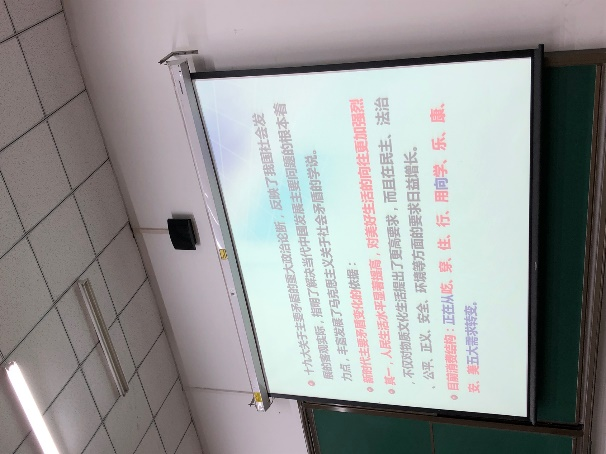 十九大关于主要矛盾的重大政治论断，反映了我国社会发
展的客观实际，指明了解决当代中国发展主要问题的根本着
力点，丰富发展了马克思主义关于社会矛盾的学说。
新时代主要矛盾变化的依据：
其一，人民生活水平显著提高，对美好生活的向往更加强烈
，不仅对物质文化生活提出了更高要求，而且在民主、法治
、公平、正义、安全、环境等方面的要求日益增长。
目前消费结构：正在从吃、穿、住、行、用向学、乐、康、
安、美五大需求转变。